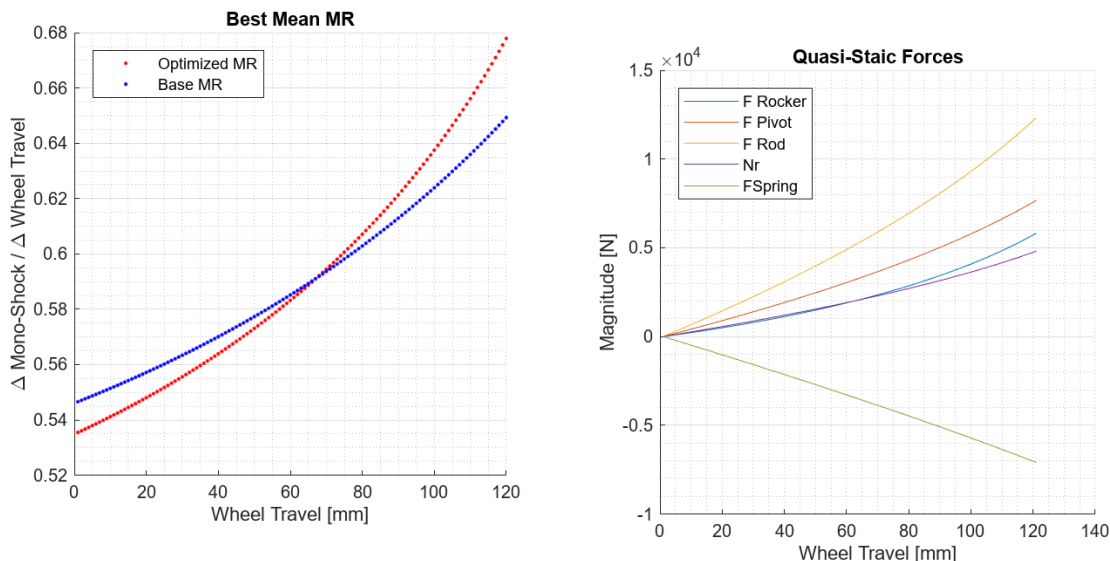 Best Mean MR
0.68
0.66
0.64
0.62
0.6
0.58
0.56
0.54
0.52
Δ Mono-Shock / Δ Wheel Travel
Optimized MR
Base MR
0
20
40
60
80
100
120
Wheel Travel [mm]
Quasi-Staic Forces
×10⁴
1.5
1
0.5
0
-0.5
-1
Magnitude [N]
F Rocker
F Pivot
F Rod
Nr
FSpring
0
20
40
60
80
100
120
140
Wheel Travel [mm]